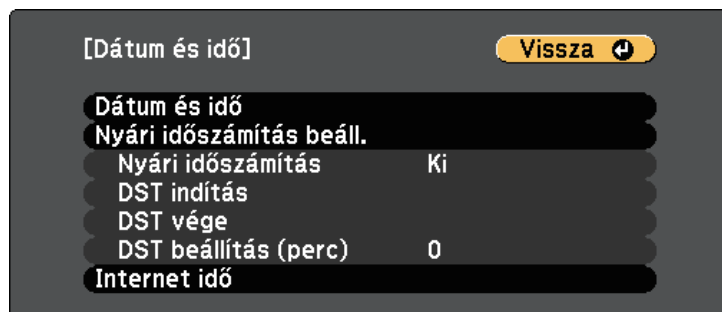 [Dátum és idő] Vissza
Dátum és idő
Nyári időszámítás beáll.
Nyári időszámítás Ki
DST indítás
DST vége
DST beállítás (perc) 0
Internet idő